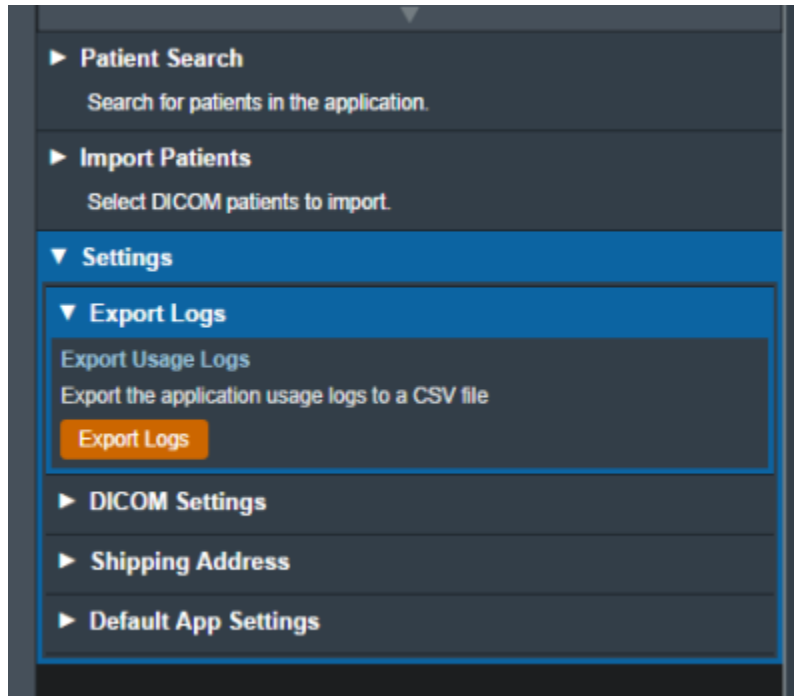 Patient Search
Search for patients in the application.
Import Patients
Select DICOM patients to import.
Settings
Export Logs
Export Usage Logs
Export the application usage logs to a CSV file
Export Logs
DICOM Settings
Shipping Address
Default App Settings